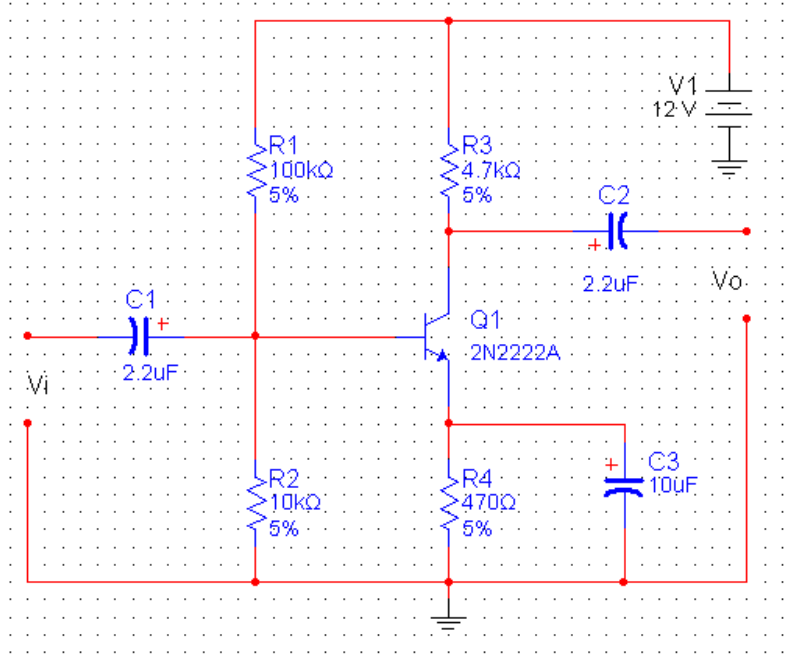 V1
12 V
R1
100kΩ
5%
R3
4.7kΩ
5%
C2
+
2.2uF
Vo
C1
+
2.2uF
Vi
Q1
2N2222A
R2
10kΩ
5%
R4
470Ω
5%
+
C3
10uF